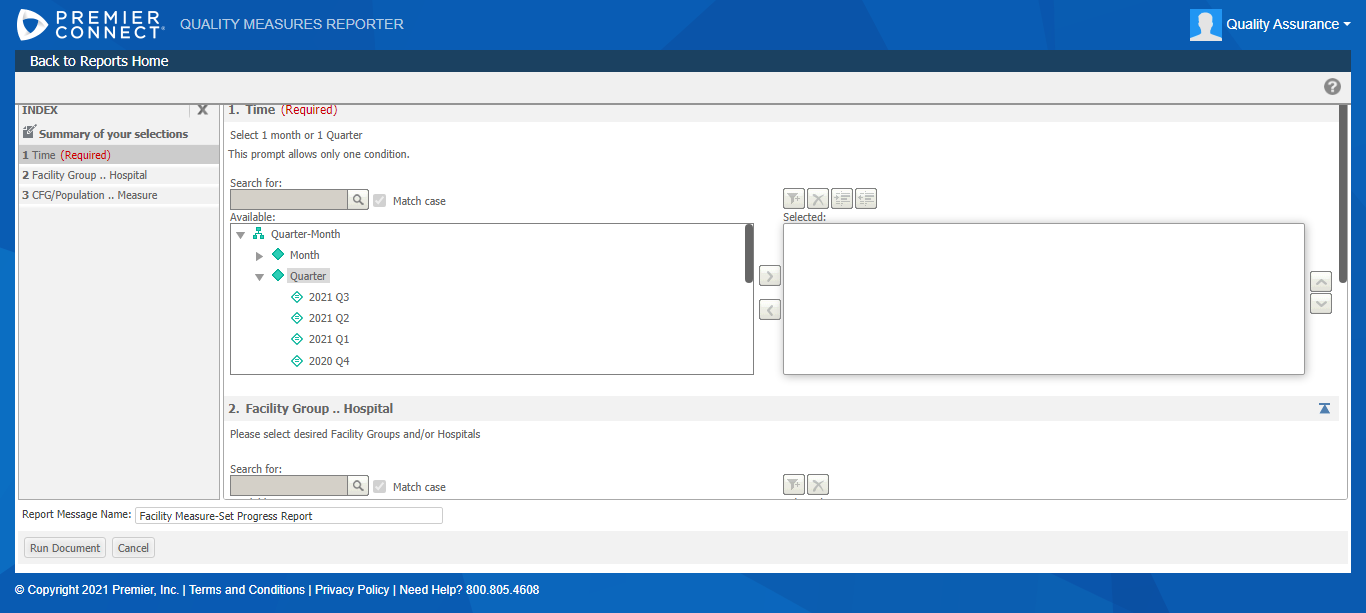 PREMIER
CONNECT®
QUALITY MEASURES REPORTER
Quality Assurance
Back to Reports Home
?
INDEX X
Summary of your selections
1 Time (Required)
2 Facility Group .. Hospital
3 CFG/Population .. Measure
1. Time (Required)
Select 1 month or 1 Quarter
This prompt allows only one condition.
Search for:
Match case
Available:
Quarter-Month
Month
Quarter
2021 Q3
2021 Q2
2021 Q1
2020 Q4
Selected:
2. Facility Group .. Hospital
Please select desired Facility Groups and/or Hospitals
Search for:
Match case
Report Message Name: Facility Measure-Set Progress Report
Run Document Cancel
© Copyright 2021 Premier, Inc. | Terms and Conditions | Privacy Policy | Need Help? 800.805.4608